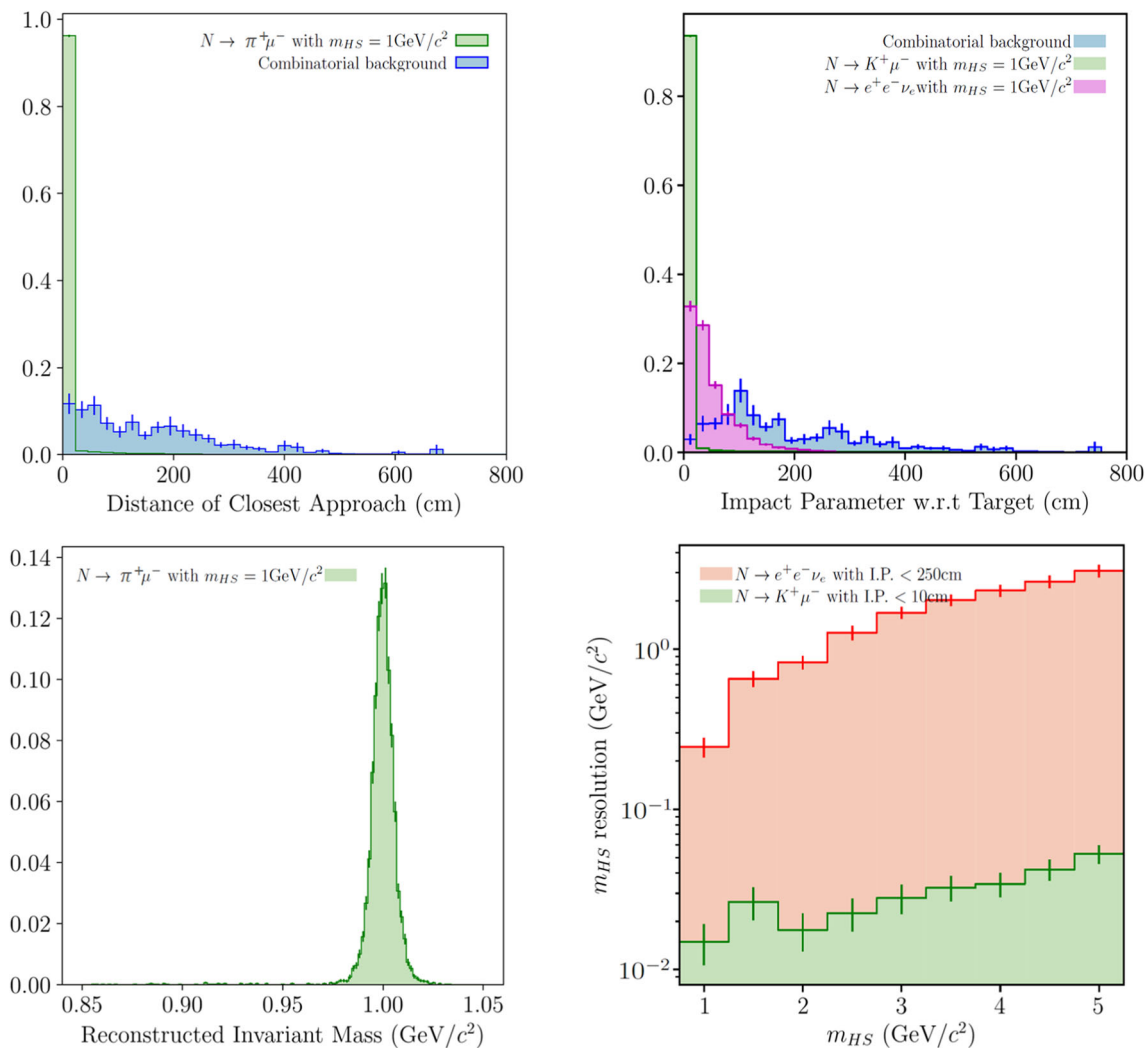 N → π⁺μ⁻ with m_HS = 1GeV/c²
Combinatorial background
1.0
0.8
0.6
0.4
0.2
0.0
0 200 400 600 800
Distance of Closest Approach (cm)
Combinatorial background
N → K⁺μ⁻ with m_HS = 1GeV/c²
N → e⁺e⁻ν_e with m_HS = 1GeV/c²
0.8
0.6
0.4
0.2
0.0
0 200 400 600 800
Impact Parameter w.r.t Target (cm)
N → π⁺μ⁻ with m_HS = 1GeV/c²
0.14
0.12
0.10
0.08
0.06
0.04
0.02
0.00
0.85 0.90 0.95 1.00 1.05
Reconstructed Invariant Mass (GeV/c²)
N → e⁺e⁻ν_e with I.P. < 250cm
N → K⁺μ⁻ with I.P. < 10cm
m_HS resolution (GeV/c²)
10⁰
10⁻¹
10⁻²
1 2 3 4 5
m_HS (GeV/c²)